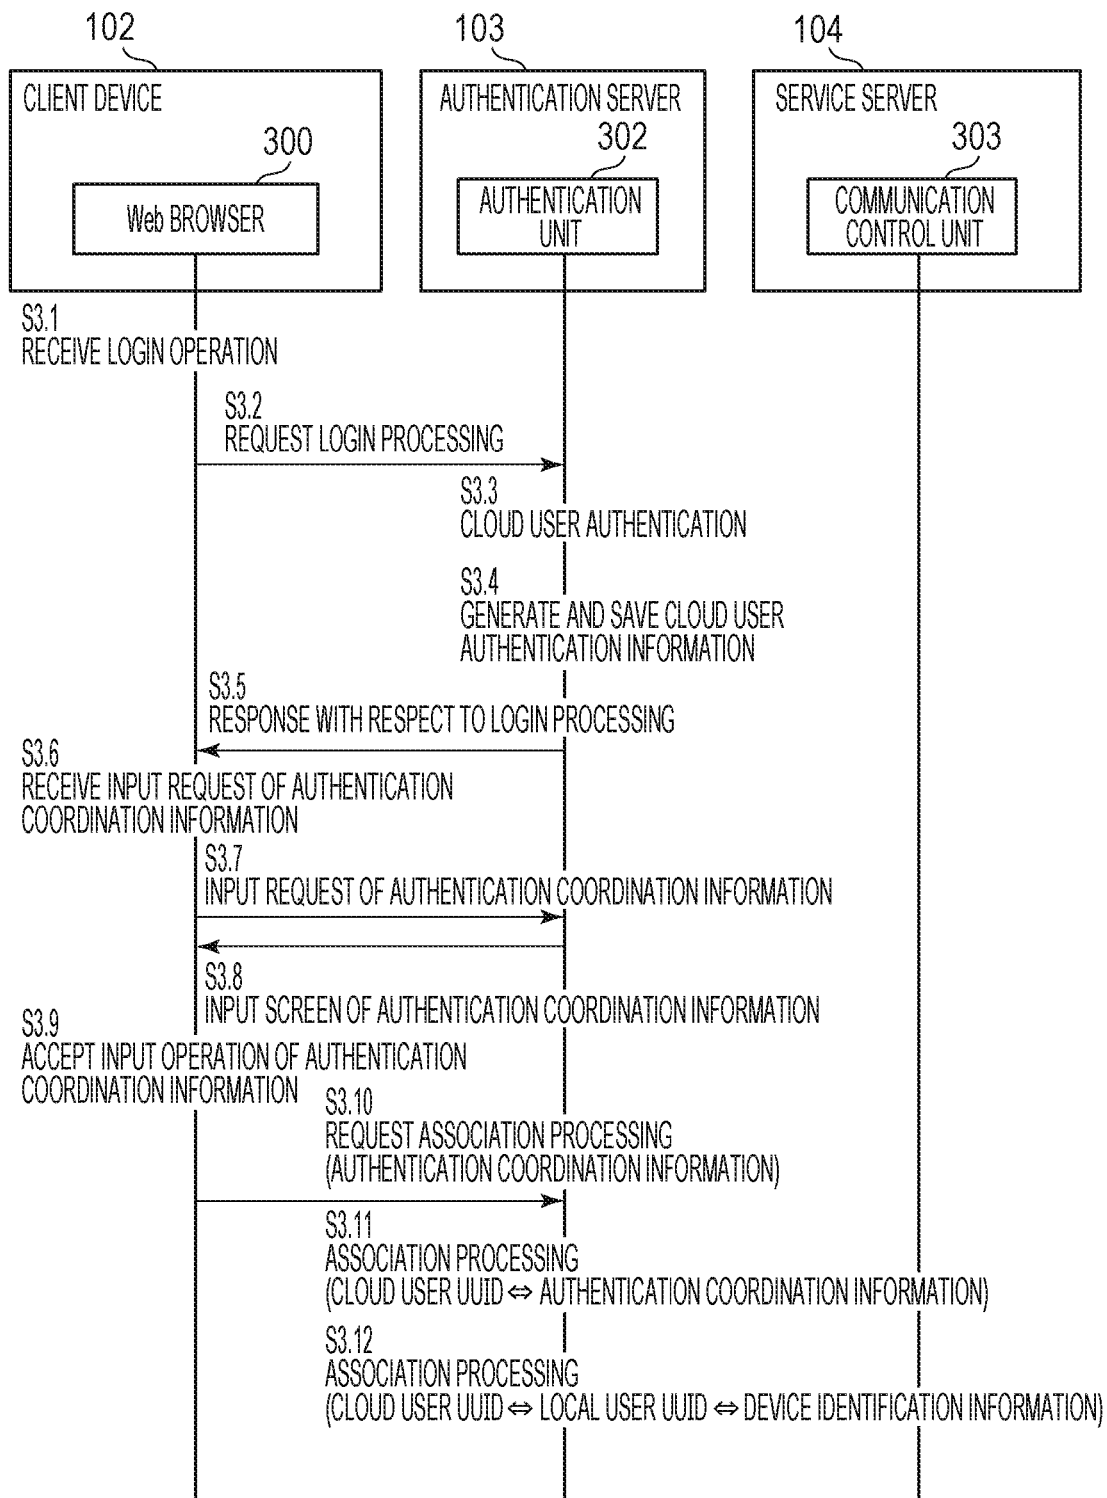 102
103
104
CLIENT DEVICE
AUTHENTICATION SERVER
SERVICE SERVER
300
302
303
Web BROWSER
AUTHENTICATION
UNIT
COMMUNICATION
CONTROL UNIT
S3.1
RECEIVE LOGIN OPERATION
S3.2
REQUEST LOGIN PROCESSING
S3.3
CLOUD USER AUTHENTICATION
S3.4
GENERATE AND SAVE CLOUD USER
AUTHENTICATION INFORMATION
S3.5
RESPONSE WITH RESPECT TO LOGIN PROCESSING
S3.6
RECEIVE INPUT REQUEST OF AUTHENTICATION
COORDINATION INFORMATION
S3.7
INPUT REQUEST OF AUTHENTICATION COORDINATION INFORMATION
S3.8
INPUT SCREEN OF AUTHENTICATION COORDINATION INFORMATION
S3.9
ACCEPT INPUT OPERATION OF AUTHENTICATION
COORDINATION INFORMATION
S3.10
REQUEST ASSOCIATION PROCESSING
(AUTHENTICATION COORDINATION INFORMATION)
S3.11
ASSOCIATION PROCESSING
(CLOUD USER UUID ⇔ AUTHENTICATION COORDINATION INFORMATION)
S3.12
ASSOCIATION PROCESSING
(CLOUD USER UUID ⇔ LOCAL USER UUID ⇔ DEVICE IDENTIFICATION INFORMATION)